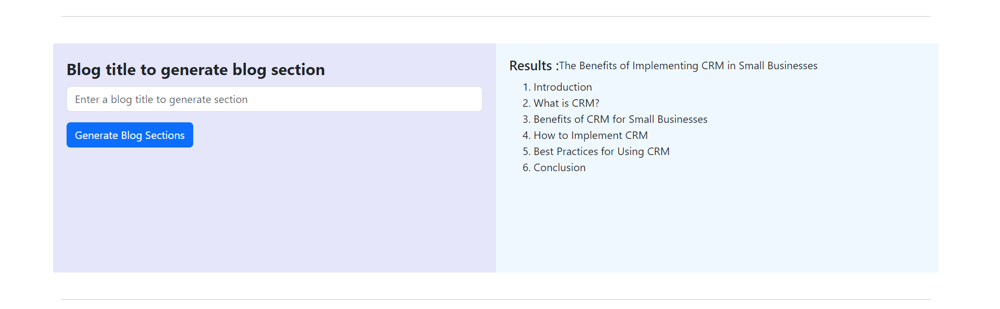 Blog title to generate blog section
Enter a blog title to generate section
Generate Blog Sections
Results :The Benefits of Implementing CRM in Small Businesses
1. Introduction
2. What is CRM?
3. Benefits of CRM for Small Businesses
4. How to Implement CRM
5. Best Practices for Using CRM
6. Conclusion